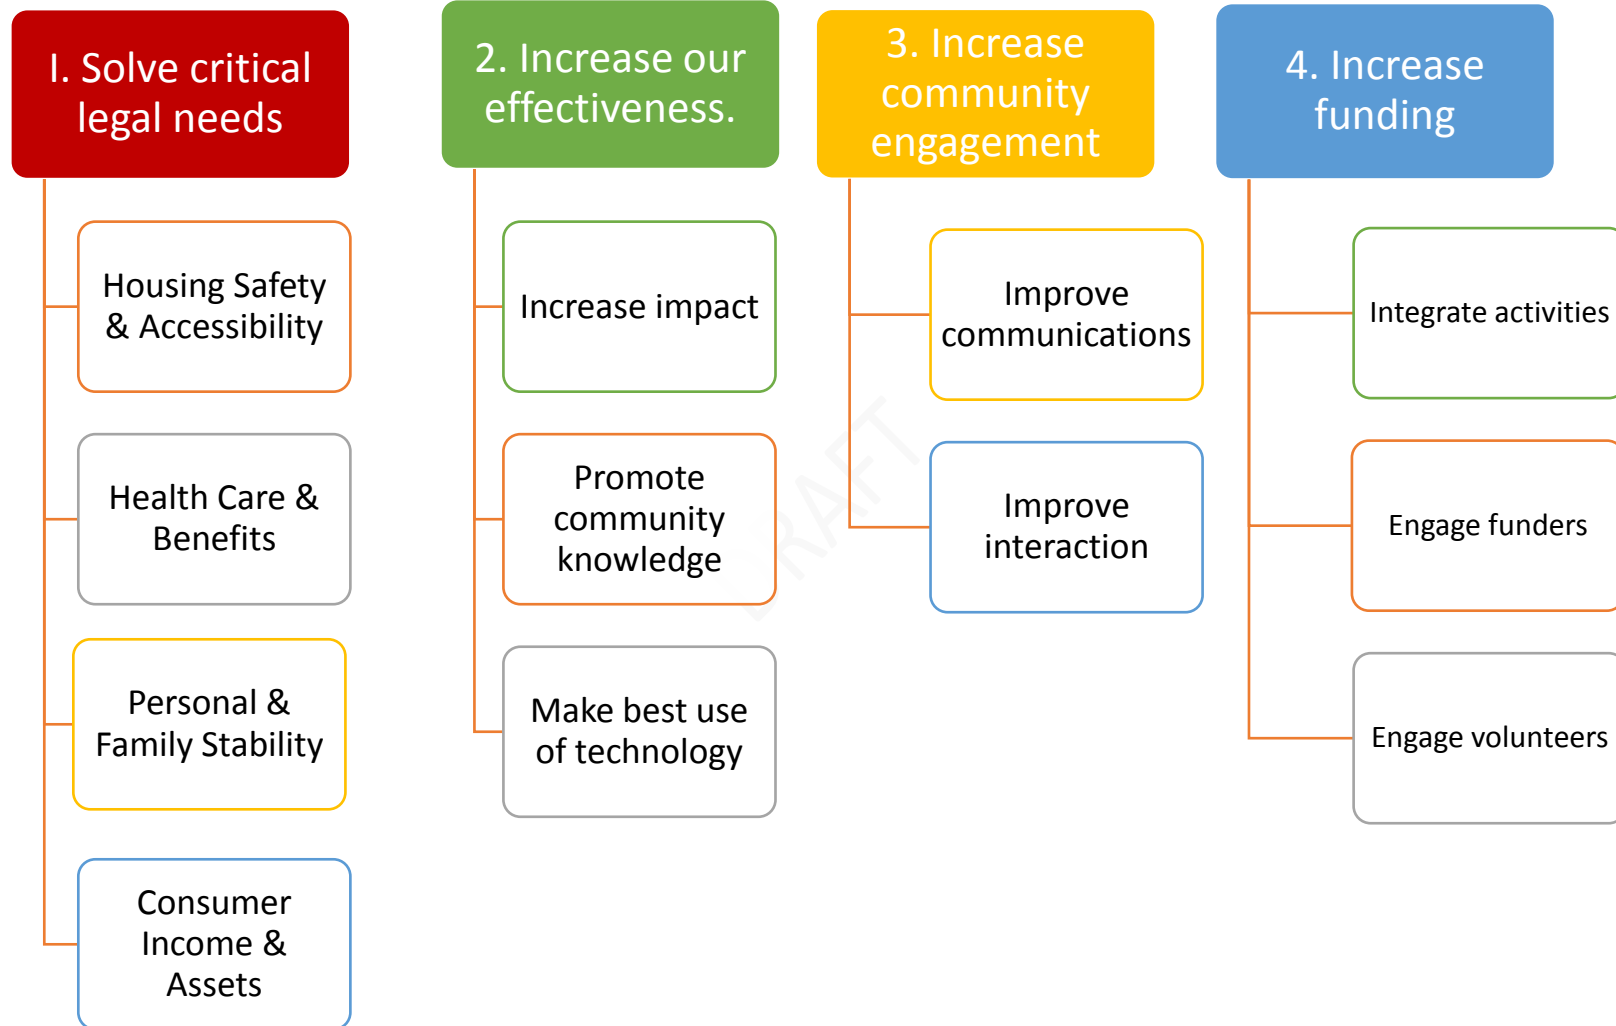 I. Solve critical
legal needs
Housing Safety
& Accessibility
Health Care &
Benefits
Personal &
Family Stability
Consumer
Income &
Assets
2. Increase our
effectiveness.
Increase impact
Promote
community
knowledge
Make best use
of technology
3. Increase
community
engagement
Improve
communications
Improve
interaction
4. Increase
funding
Integrate activities
Engage funders
Engage volunteers
DRAFT